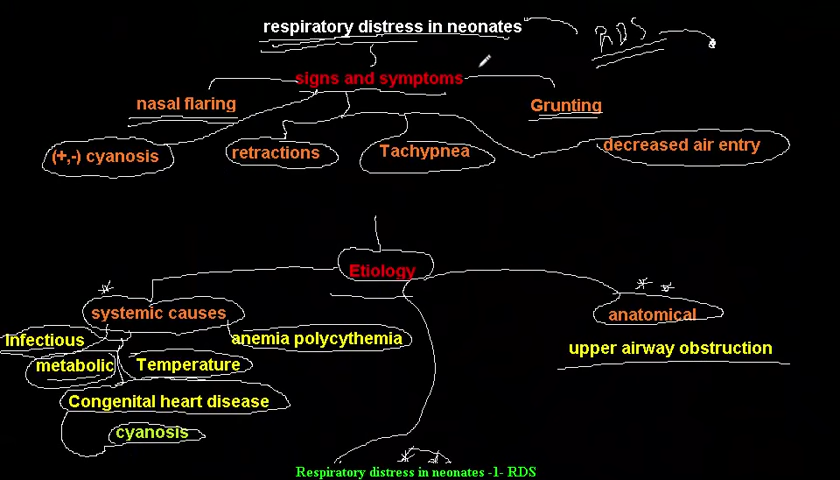 respiratory distress in neonates
RDS
signs and symptoms
nasal flaring
Grunting
(+,-) cyanosis
retractions
Tachypnea
decreased air entry
Etiology
systemic causes
anatomical
Infectious
anemia polycythemia
upper airway obstruction
metabolic
Temperature
Congenital heart disease
cyanosis
Respiratory distress in neonates -1- RDS